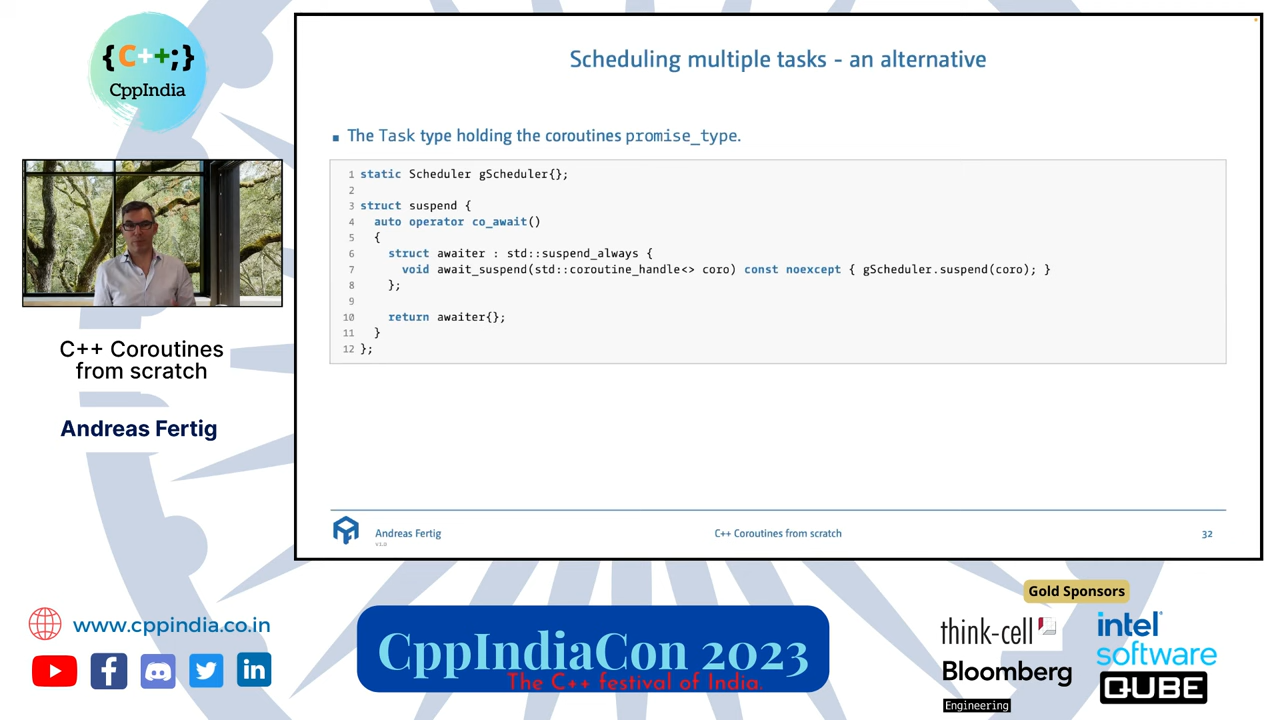 {C++;}
CppIndia
C++ Coroutines
from scratch
Andreas Fertig
Scheduling multiple tasks - an alternative
■ The Task type holding the coroutines promise_type.
1 static Scheduler gScheduler{};
2
3 struct suspend {
4 auto operator co_await()
5 {
6 struct awaiter : std::suspend_always {
7 void await_suspend(std::coroutine_handle<> coro) const noexcept { gScheduler.suspend(coro); }
8 };
9
10 return awaiter{};
11 }
12 };
Andreas Fertig
v1.0
C++ Coroutines from scratch
32
www.cppindia.co.in
CppIndiaCon 2023
The C++ festival of India.
Gold Sponsors
think-cell
intel
software
Bloomberg
Engineering
QUBE